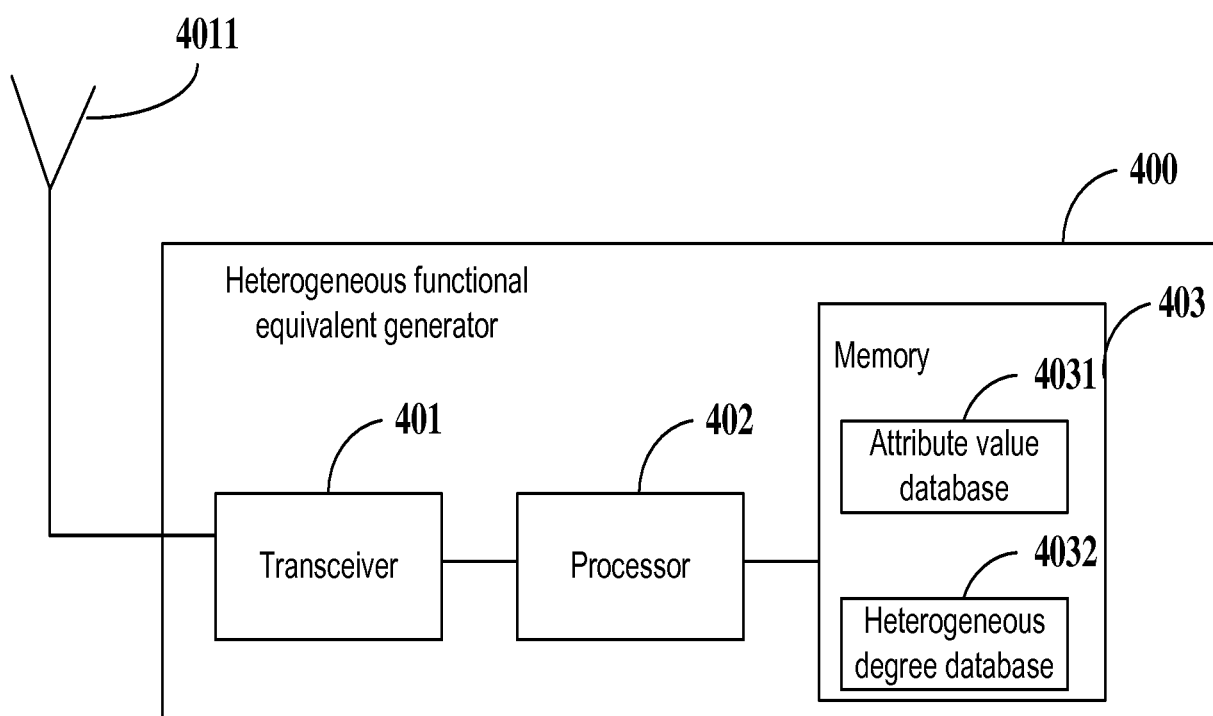 4011
400
Heterogeneous functional
equivalent generator
403
Memory
4031
401
402
Attribute value
database
Transceiver
Processor
4032
Heterogeneous
degree database